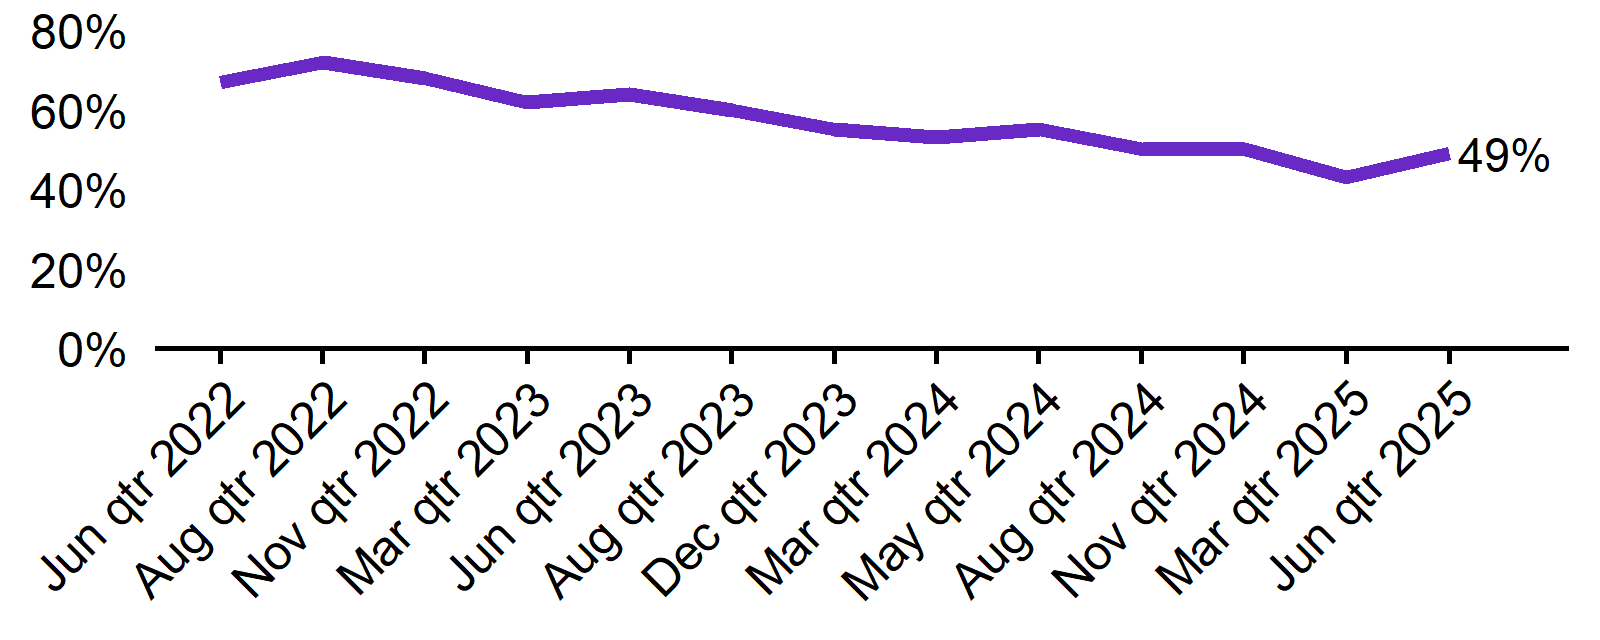 80%
60%
40%
20%
0%
49%
Jun qtr 2022
Aug qtr 2022
Nov qtr 2022
Mar qtr 2023
Jun qtr 2023
Aug qtr 2023
Dec qtr 2023
Mar qtr 2024
May qtr 2024
Aug qtr 2024
Nov qtr 2024
Mar qtr 2025
Jun qtr 2025